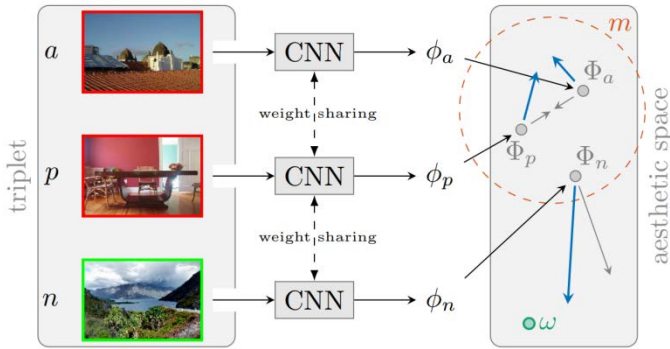 triplet
a
CNN
ϕₐ
weight sharing
p
CNN
ϕₚ
weight sharing
n
CNN
ϕₙ
m
Φₐ
Φₚ
Φₙ
ω
aesthetic space